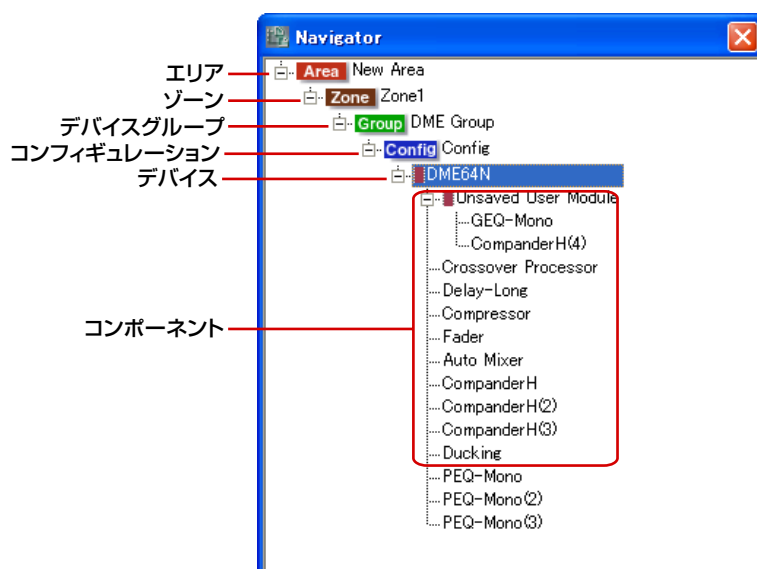 Navigator
エリア Area New Area
ゾーン Zone Zone1
デバイスグループ Group DME Group
コンフィギュレーション Config Config
デバイス DME64N
Unsaved User Module
GEQ-Mono
CompanderH(4)
Crossover Processor
Delay-Long
Compressor
コンポーネント Fader
Auto Mixer
CompanderH
CompanderH(2)
CompanderH(3)
Ducking
PEQ-Mono
PEQ-Mono(2)
PEQ-Mono(3)